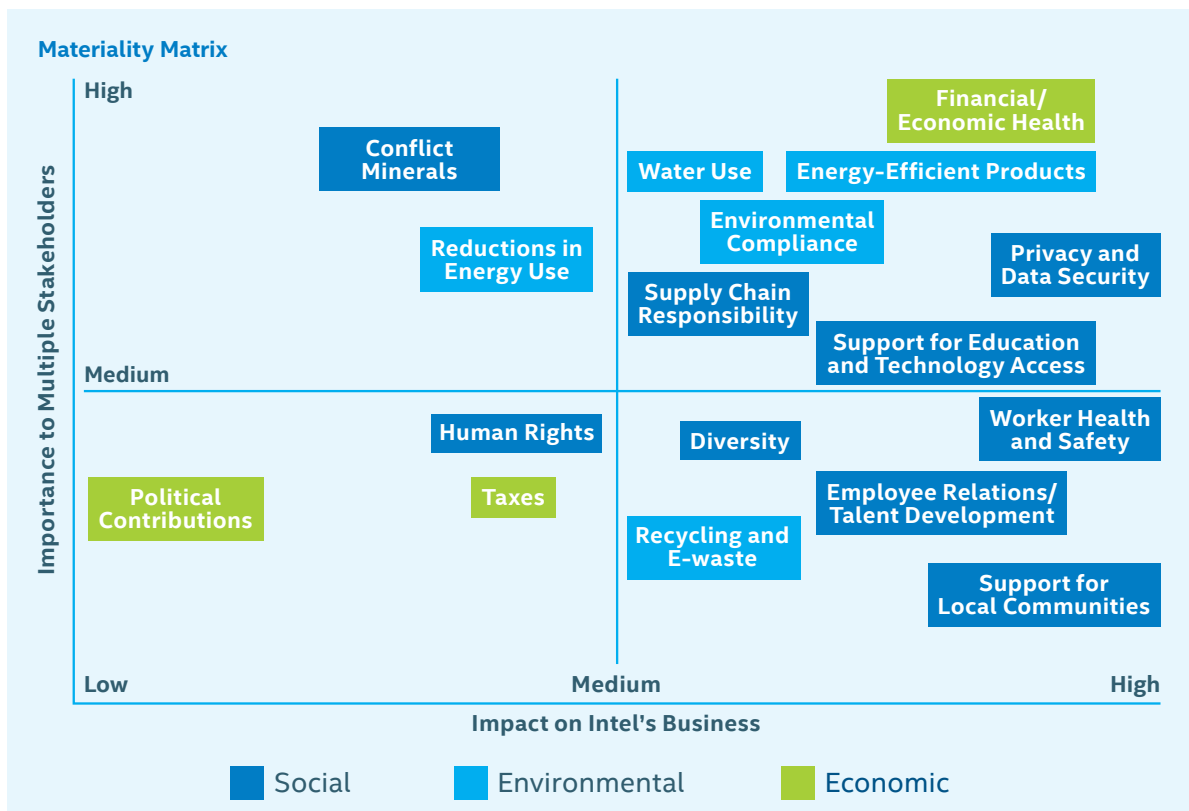 Materiality Matrix
High
Financial/
Economic Health
Conflict
Minerals
Water Use
Energy-Efficient Products
Environmental
Compliance
Reductions in
Energy Use
Privacy and
Data Security
Supply Chain
Responsibility
Support for Education
and Technology Access
Medium
Importance to Multiple Stakeholders
Human Rights
Diversity
Worker Health
and Safety
Political
Contributions
Taxes
Employee Relations/
Talent Development
Recycling and
E-waste
Support for
Local Communities
Low
Medium
High
Impact on Intel’s Business
Social
Environmental
Economic